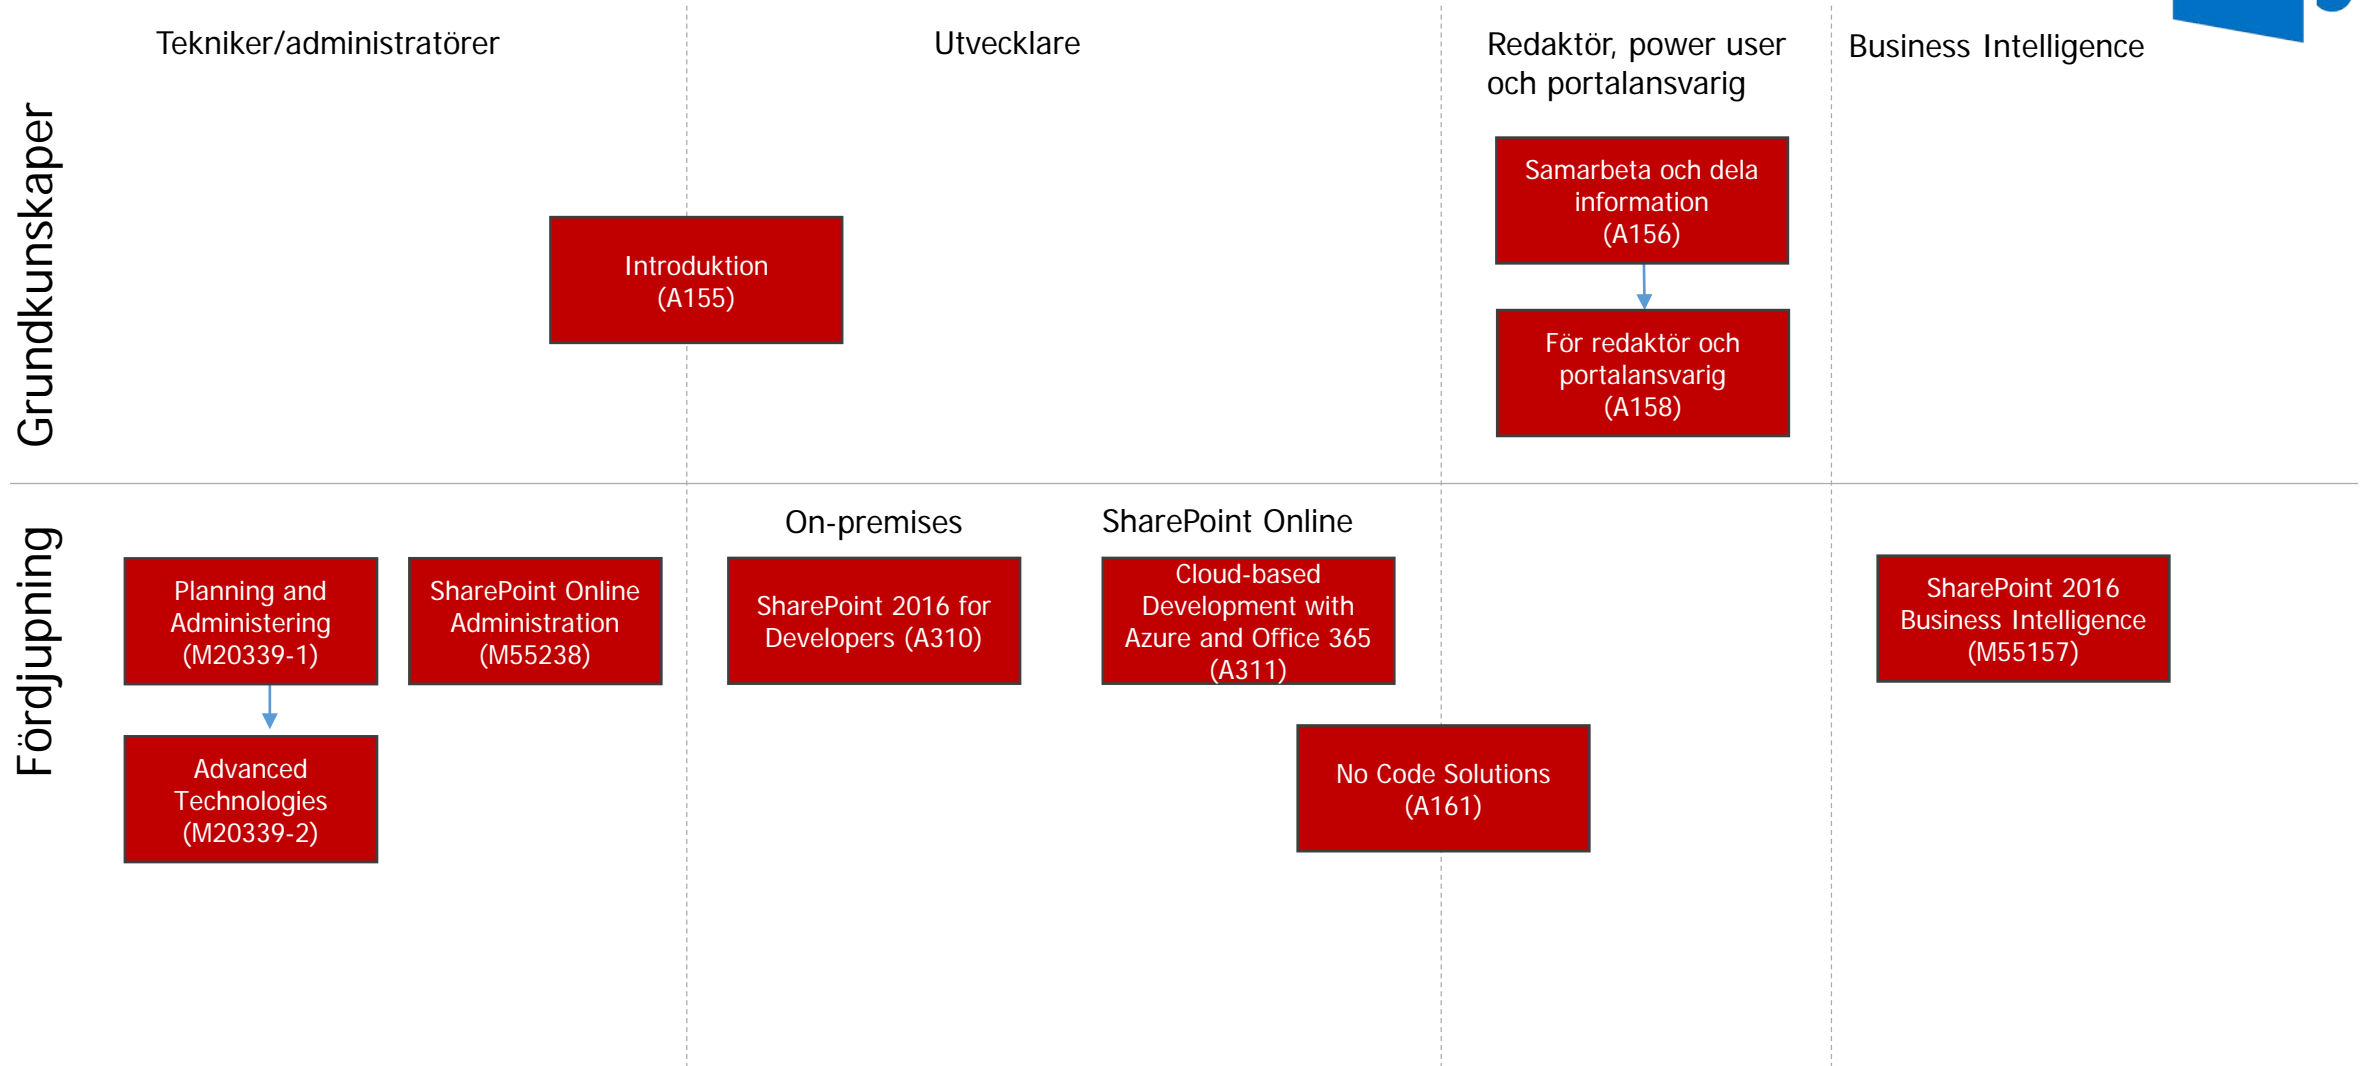 Tekniker/administratörer
Utvecklare
Redaktör, power user
och portalansvarig
Business Intelligence
Grundkunskaper
Introduktion
(A155)
Samarbeta och dela
information
(A156)
För redaktör och
portalansvarig
(A158)
Fördjupning
On-premises
SharePoint Online
Planning and
Administering
(M20339-1)
SharePoint Online
Administration
(M55238)
SharePoint 2016 for
Developers (A310)
Cloud-based
Development with
Azure and Office 365
(A311)
SharePoint 2016
Business Intelligence
(M55157)
Advanced
Technologies
(M20339-2)
No Code Solutions
(A161)